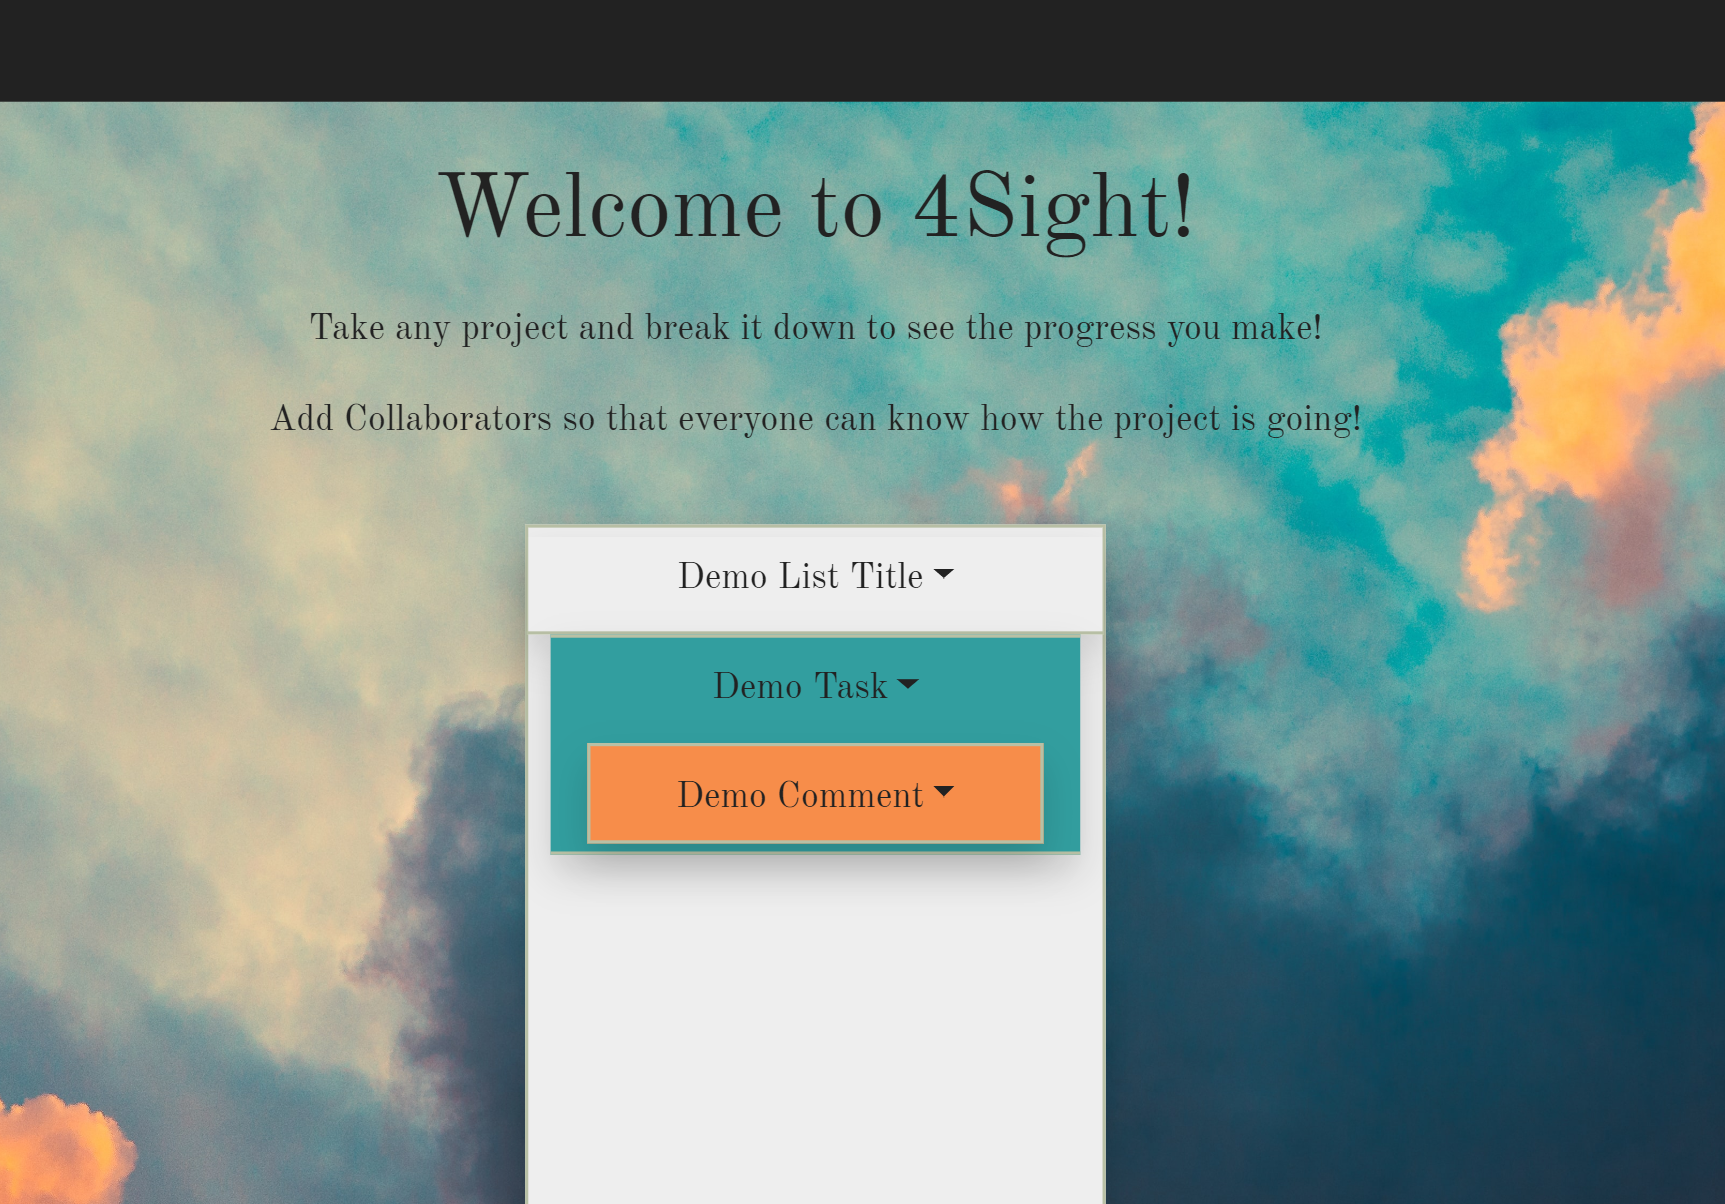 Welcome to 4Sight!
Take any project and break it down to see the progress you make!
Add Collaborators so that everyone can know how the project is going!
Demo List Title
Demo Task
Demo Comment